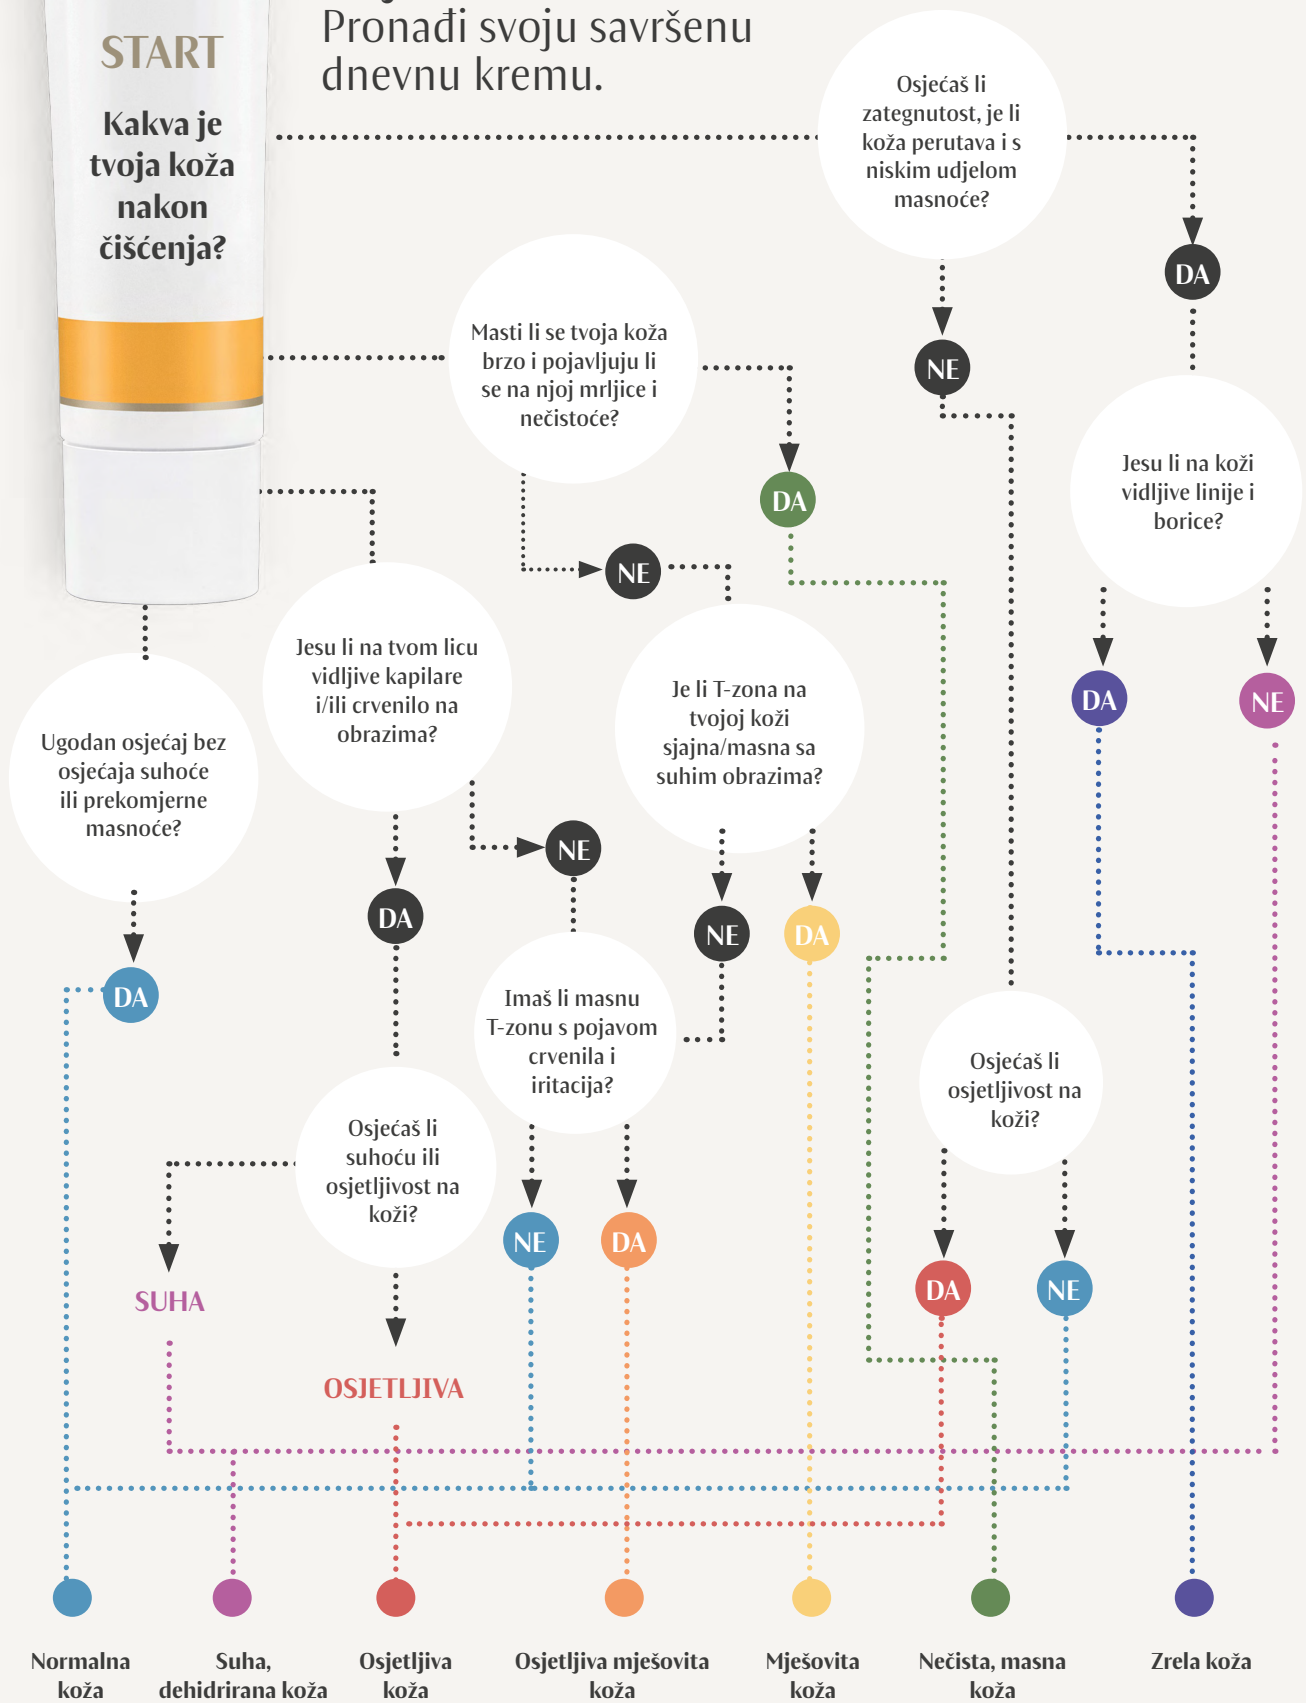 Pronađi svoju savršenu
dnevnu kremu.
START
Kakva je
tvoja koža
nakon
čišćenja?
Osjećaš li
zategnutost, je li
koža perutava i s
niskim udjelom
masnoće?
DA
NE
Masti li se tvoja koža
brzo i pojavljuju li
se na njoj mrljice i
nečistoće?
DA
NE
Jesu li na koži
vidljive linije i
borice?
DA
NE
Jesu li na tvom licu
vidljive kapilare
i/ili crvenilo na
obrazima?
NE
DA
Je li T-zona na
tvojoj koži
sjajna/masna sa
suhim obrazima?
NE
DA
Ugodan osjećaj bez
osjećaja suhoće
ili prekomjerne
masnoće?
DA
Imaš li masnu
T-zonu s pojavom
crvenila i
iritacija?
NE
DA
Osjećaš li
osjetljivost na
koži?
DA
NE
Osjećaš li
suhoću ili
osjetljivost na
koži?
SUHA
OSJETLJIVA
Normalna
koža
Suha,
dehidrirana koža
Osjetljiva
koža
Osjetljiva mješovita
koža
Mješovita
koža
Nečista, masna
koža
Zrela koža